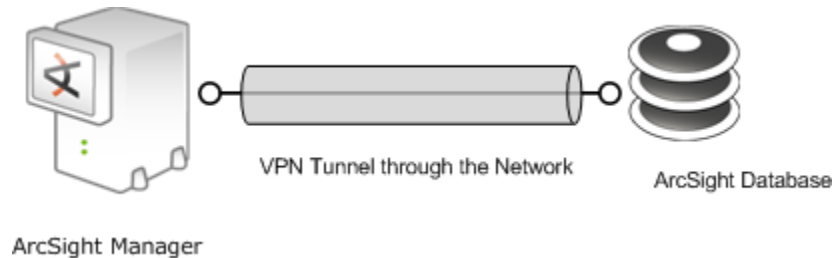 VPN Tunnel through the Network
ArcSight Database
ArcSight Manager